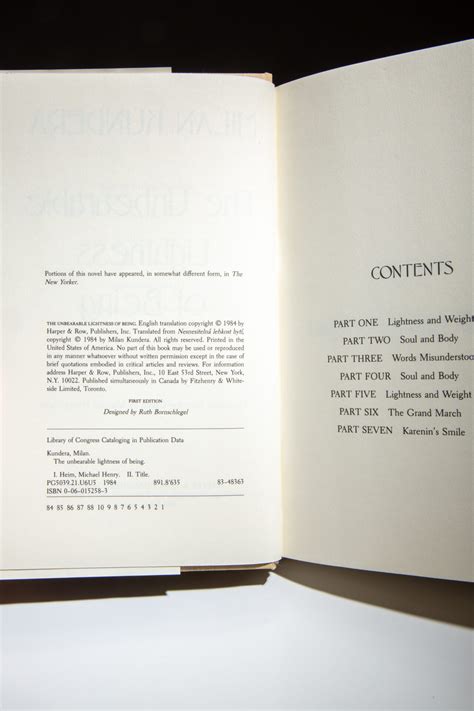 MILAN KUNDERA
The Unbearable
Lightness
of Being
Portions of this novel have appeared, in somewhat different form, in The
New Yorker.
THE UNBEARABLE LIGHTNESS OF BEING. English translation copyright © 1984 by
Harper & Row, Publishers, Inc. Translated from Nesnesitelná lehkost bytí,
copyright © 1984 by Milan Kundera. All rights reserved. Printed in the
United States of America. No part of this book may be used or reproduced
in any manner whatsoever without written permission except in the case of
brief quotations embodied in critical articles and reviews. For information
address Harper & Row, Publishers, Inc., 10 East 53rd Street, New York,
N.Y. 10022. Published simultaneously in Canada by Fitzhenry & White-
side Limited, Toronto.
FIRST EDITION
Designed by Ruth Bornschlegel
Library of Congress Cataloging in Publication Data
Kundera, Milan.
The unbearable lightness of being.
I. Heim, Michael Henry. II. Title.
PG5039.21.U6U5 1984 891.8'635 83-48363
ISBN 0-06-015258-3
84 85 86 87 88 10 9 8 7 6 5 4 3 2 1
CONTENTS
PART ONE Lightness and Weight
PART TWO Soul and Body
PART THREE Words Misunderstoo
PART FOUR Soul and Body
PART FIVE Lightness and Weight
PART SIX The Grand March
PART SEVEN Karenin's Smile